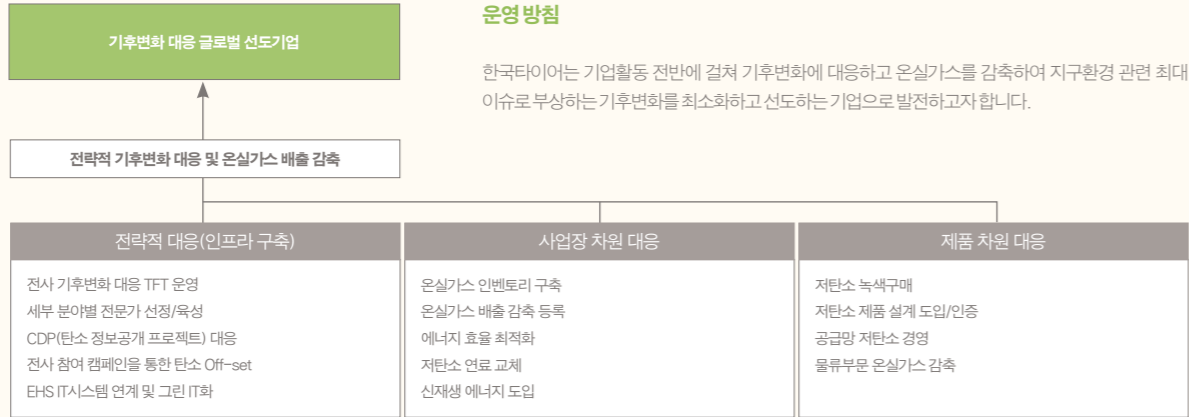 운영 방침
기후변화 대응 글로벌 선도기업
한국타이어는 기업활동 전반에 걸쳐 기후변화에 대응하고 온실가스를 감축하여 지구환경 관련 최대
이슈로 부상하는 기후변화를 최소화하고 선도하는 기업으로 발전하고자 합니다.
전략적 기후변화 대응 및 온실가스 배출 감축
전략적 대응(인프라 구축)
전사 기후변화 대응 TFT 운영
세부 분야별 전문가 선정/육성
CDP(탄소 정보공개 프로젝트) 대응
전사 참여 캠페인을 통한 탄소 Off-set
EHS IT시스템 연계 및 그린 IT화
사업장 차원 대응
온실가스 인벤토리 구축
온실가스 배출 감축 등록
에너지 효율 최적화
저탄소 연료 교체
신재생 에너지 도입
제품 차원 대응
저탄소 녹색구매
저탄소 제품 설계 도입/인증
공급망 저탄소 경영
물류부문 온실가스 감축